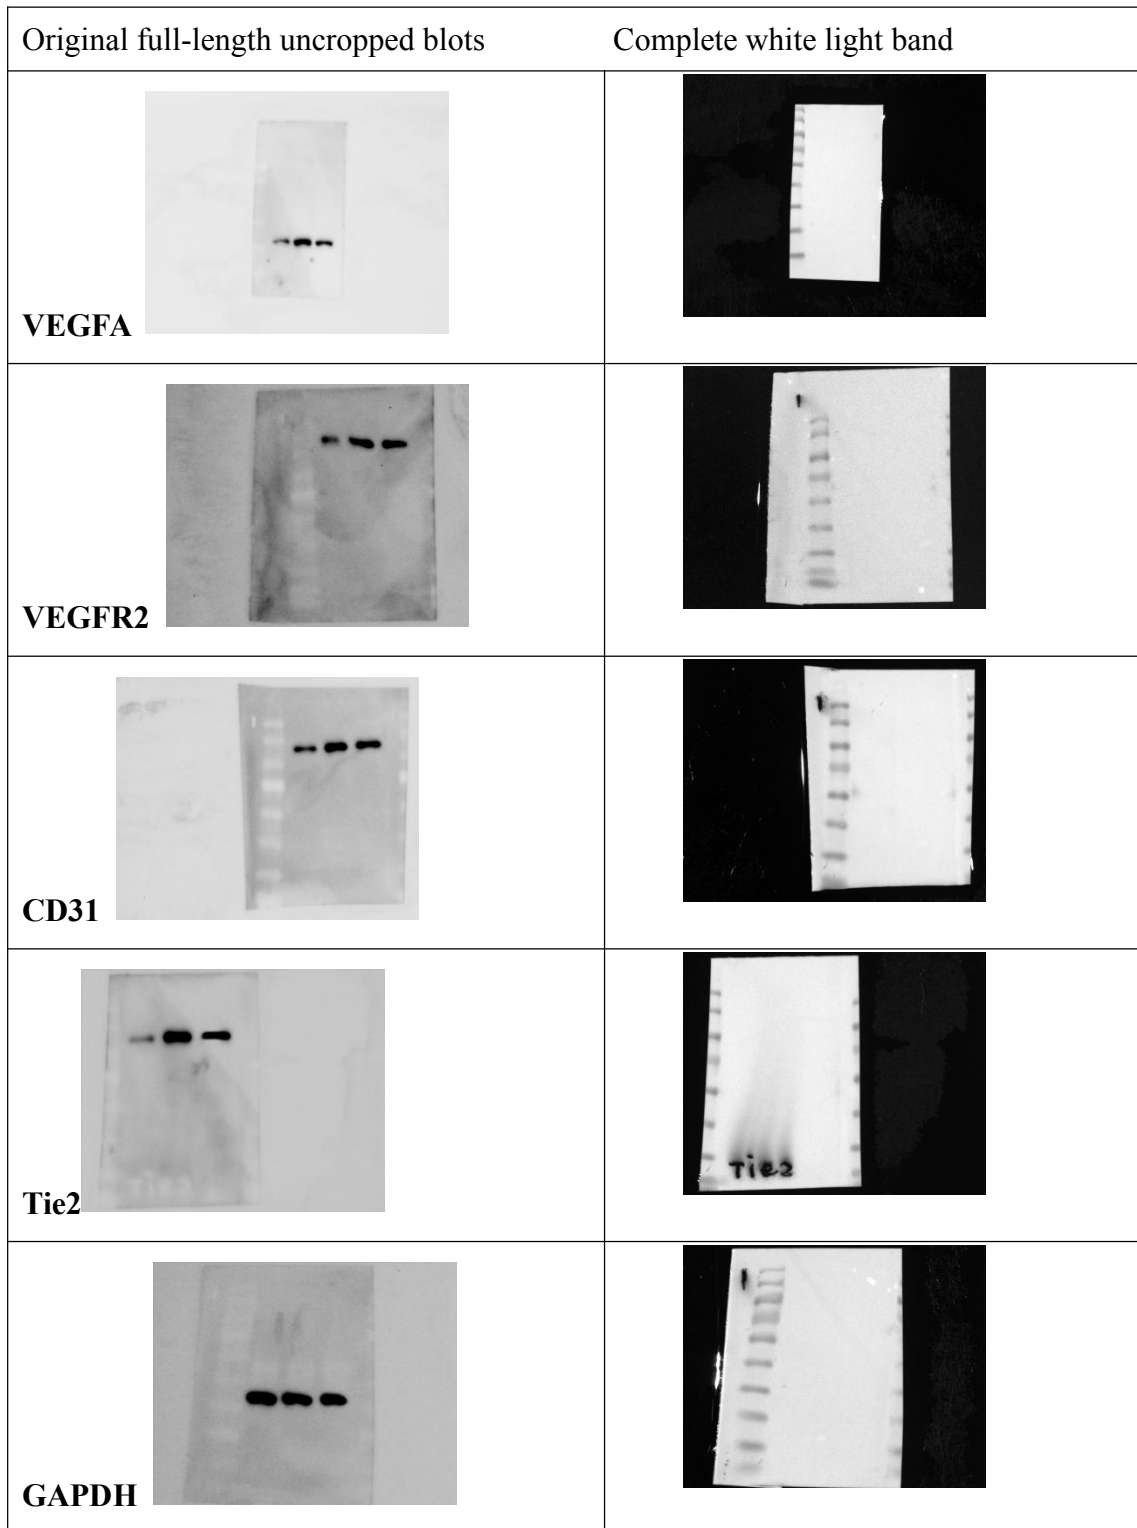 Original full-length uncropped blots
Complete white light band
VEGFA
VEGFR2
CD31
Tie2
Tie2
GAPDH